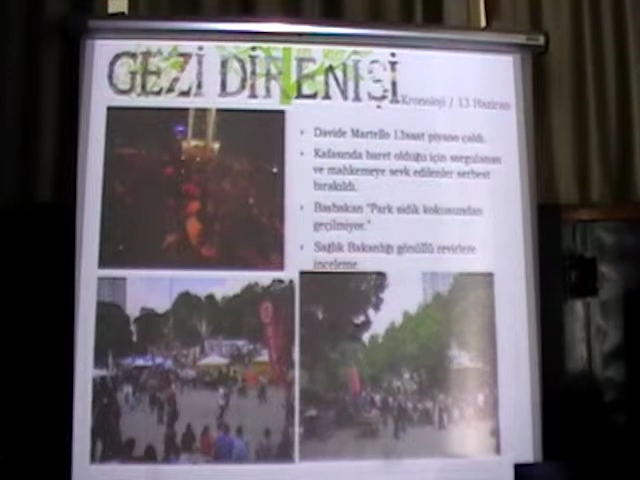 GEZİ DİRENİŞİ
Kronoloji / 13 Haziran
Davide Martello 13saat piyano çaldı.
Kafasında baret olduğu için sorgulanan
ve mahkemeye sevk edilenler serbest
bırakıldı.
Başbakan "Park sidik kokusundan
geçilmiyor."
Sağlık Bakanlığı gönüllü revirlere
inceleme